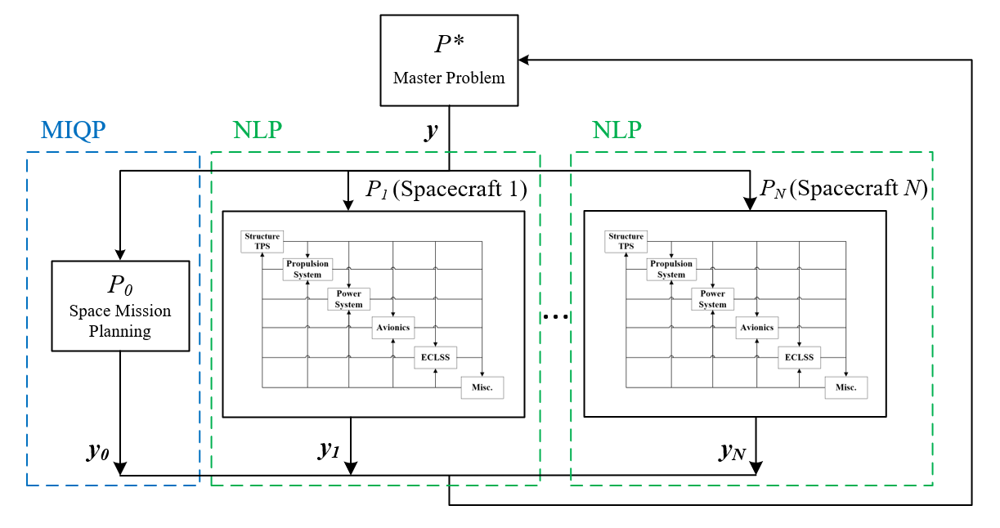 P*
Master Problem
y
MIQP
NLP
NLP
P0
Space Mission
Planning
P1 (Spacecraft 1)
Structure
TPS
Propulsion
System
Power
System
Avionics
ECLSS
Misc.
...
PN (Spacecraft N)
Structure
TPS
Propulsion
System
Power
System
Avionics
ECLSS
Misc.
y0
y1
yN